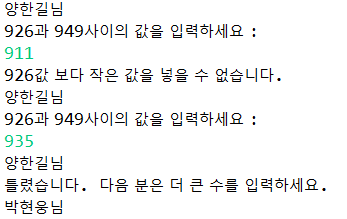 양한길님
926과 949사이의 값을 입력하세요 :
911
926값 보다 작은 값을 넣을 수 없습니다.
양한길님
926과 949사이의 값을 입력하세요 :
935
양한길님
틀렸습니다. 다음 분은 더 큰 수를 입력하세요.
박현웅님